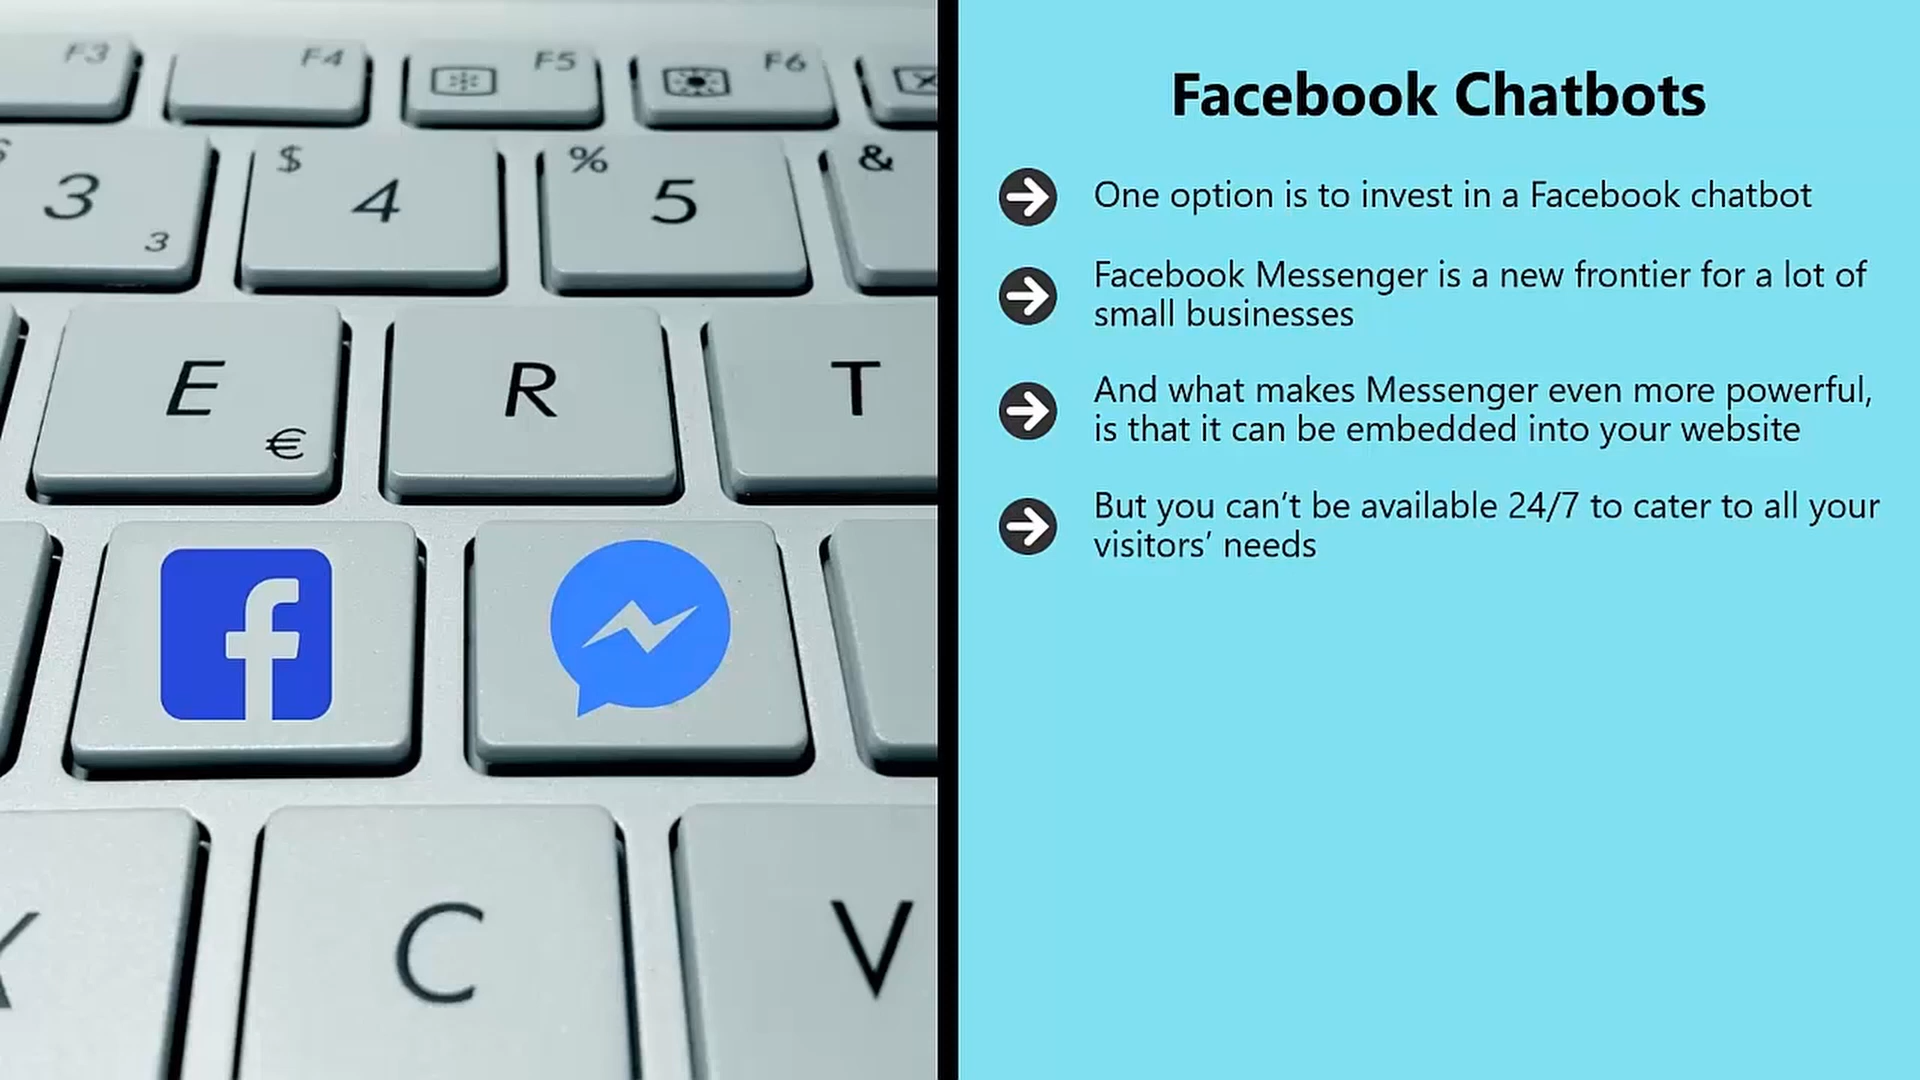 F3
F4
F5
F6
3
3
$
4
%
5
&
E
€
R
T
C
V
Facebook Chatbots
One option is to invest in a Facebook chatbot
Facebook Messenger is a new frontier for a lot of
small businesses
And what makes Messenger even more powerful,
is that it can be embedded into your website
But you can’t be available 24/7 to cater to all your
visitors’ needs